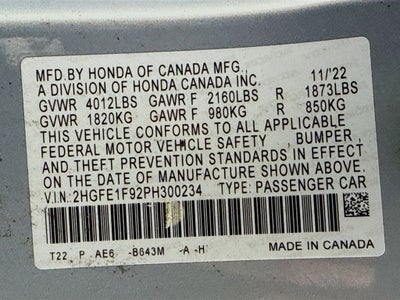 MFD. BY HONDA OF CANADA MFG.,
A DIVISION OF HONDA CANADA INC. 11/'22
GVWR 4012LBS GAWR F 2160LBS R 1873LBS
GVWR 1820KG GAWR F 980KG R 850KG
THIS VEHICLE CONFORMS TO ALL APPLICABLE
FEDERAL MOTOR VEHICLE SAFETY, BUMPER,
AND THEFT PREVENTION STANDARDS IN EFFECT
ON THE DATE OF MANUFACTURE SHOWN ABOVE.
V.I.N: 2HGFE1F92PH300234 TYPE: PASSENGER CAR
T22 P AE6 -B643M -A -H MADE IN CANADA